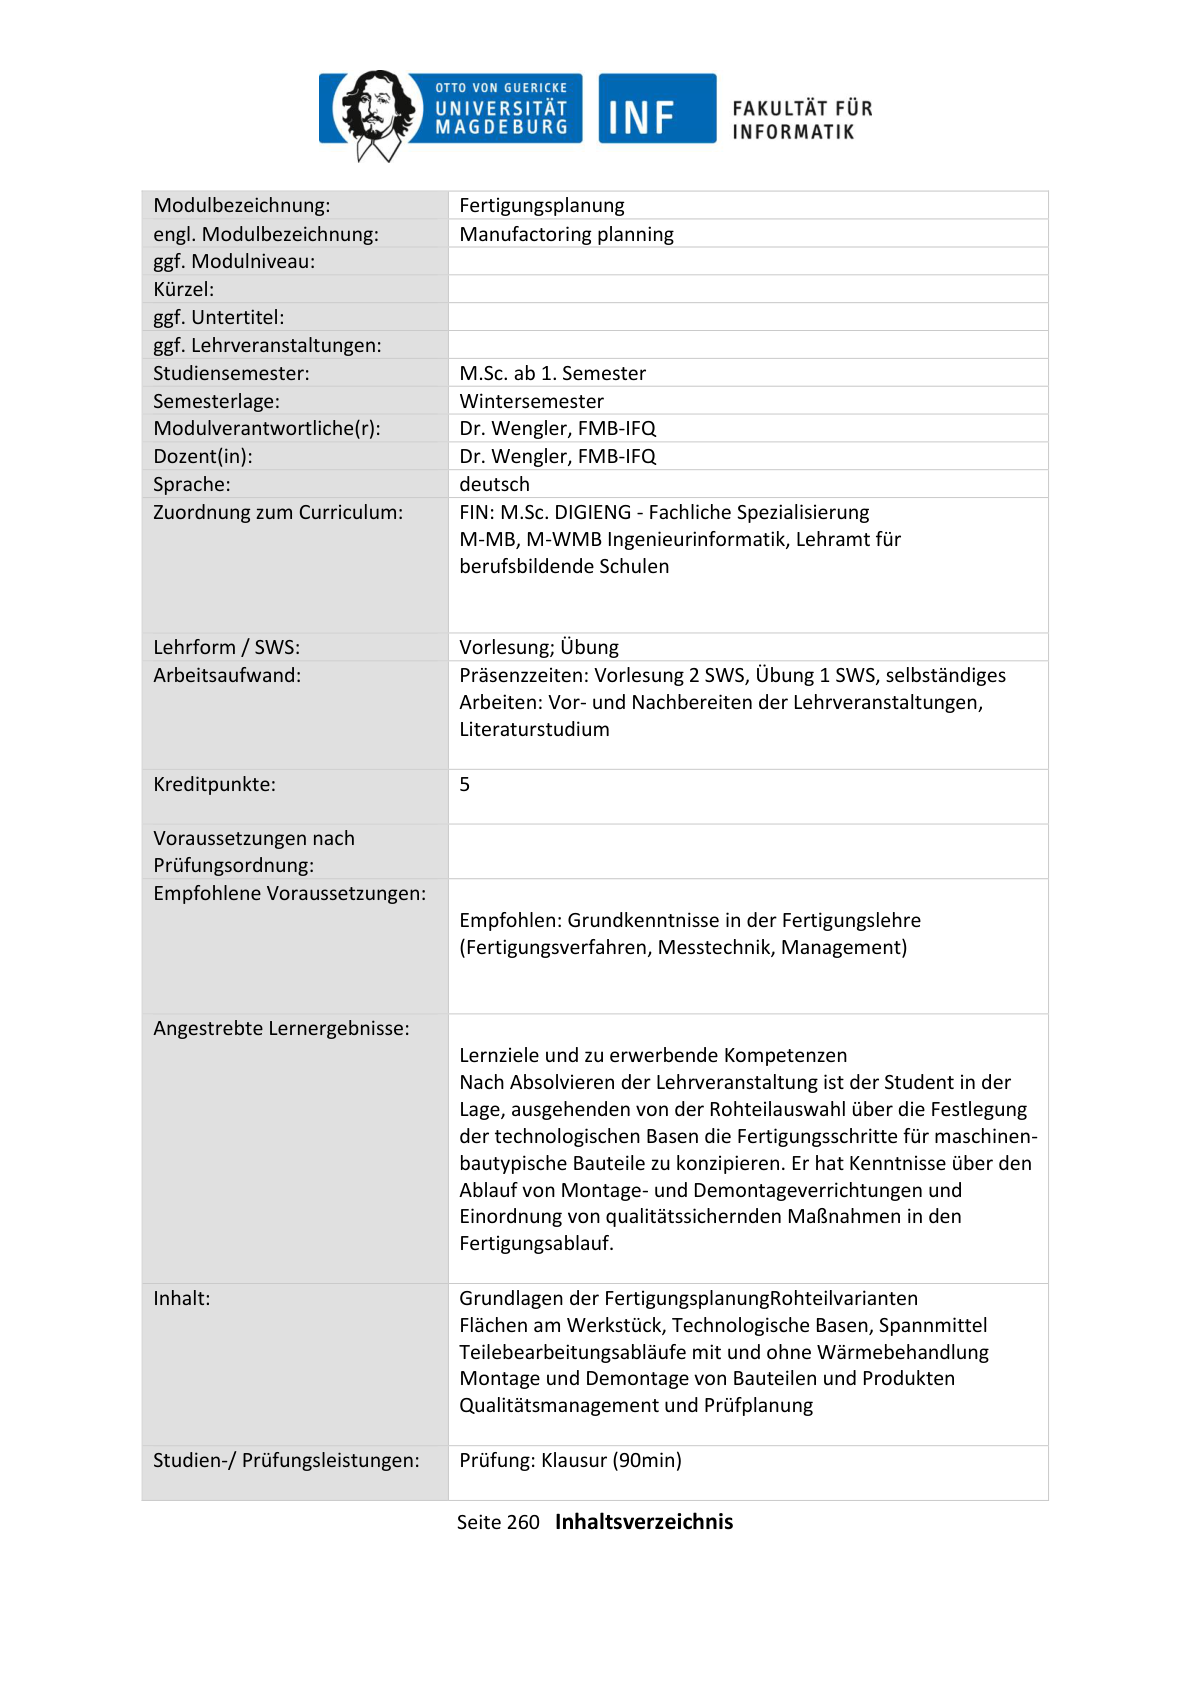 OTTO VON GUERICKE
UNIVERSITÄT
MAGDEBURG
INF
FAKULTÄT FÜR
INFORMATIK
Modulbezeichnung: Fertigungsplanung
engl. Modulbezeichnung: Manufactoring planning
ggf. Modulniveau:
Kürzel:
ggf. Untertitel:
ggf. Lehrveranstaltungen:
Studiensemester: M.Sc. ab 1. Semester
Semesterlage: Wintersemester
Modulverantwortliche(r): Dr. Wengler, FMB-IFQ
Dozent(in): Dr. Wengler, FMB-IFQ
Sprache: deutsch
Zuordnung zum Curriculum: FIN: M.Sc. DIGIENG - Fachliche Spezialisierung
M-MB, M-WMB Ingenieurinformatik, Lehramt für
berufsbildende Schulen
Lehrform / SWS: Vorlesung; Übung
Arbeitsaufwand: Präsenzzeiten: Vorlesung 2 SWS, Übung 1 SWS, selbständiges
Arbeiten: Vor- und Nachbereiten der Lehrveranstaltungen,
Literaturstudium
Kreditpunkte: 5
Voraussetzungen nach
Prüfungsordnung:
Empfohlene Voraussetzungen:
Empfohlen: Grundkenntnisse in der Fertigungslehre
(Fertigungsverfahren, Messtechnik, Management)
Angestrebte Lernergebnisse:
Lernziele und zu erwerbende Kompetenzen
Nach Absolvieren der Lehrveranstaltung ist der Student in der
Lage, ausgehenden von der Rohteilauswahl über die Festlegung
der technologischen Basen die Fertigungsschritte für maschinen-
bautypische Bauteile zu konzipieren. Er hat Kenntnisse über den
Ablauf von Montage- und Demontageverrichtungen und
Einordnung von qualitätssichernden Maßnahmen in den
Fertigungsablauf.
Inhalt: Grundlagen der FertigungsplanungRohteilvarianten
Flächen am Werkstück, Technologische Basen, Spannmittel
Teilebearbeitungsabläufe mit und ohne Wärmebehandlung
Montage und Demontage von Bauteilen und Produkten
Qualitätsmanagement und Prüfplanung
Studien-/ Prüfungsleistungen: Prüfung: Klausur (90min)
Seite 260 Inhaltsverzeichnis